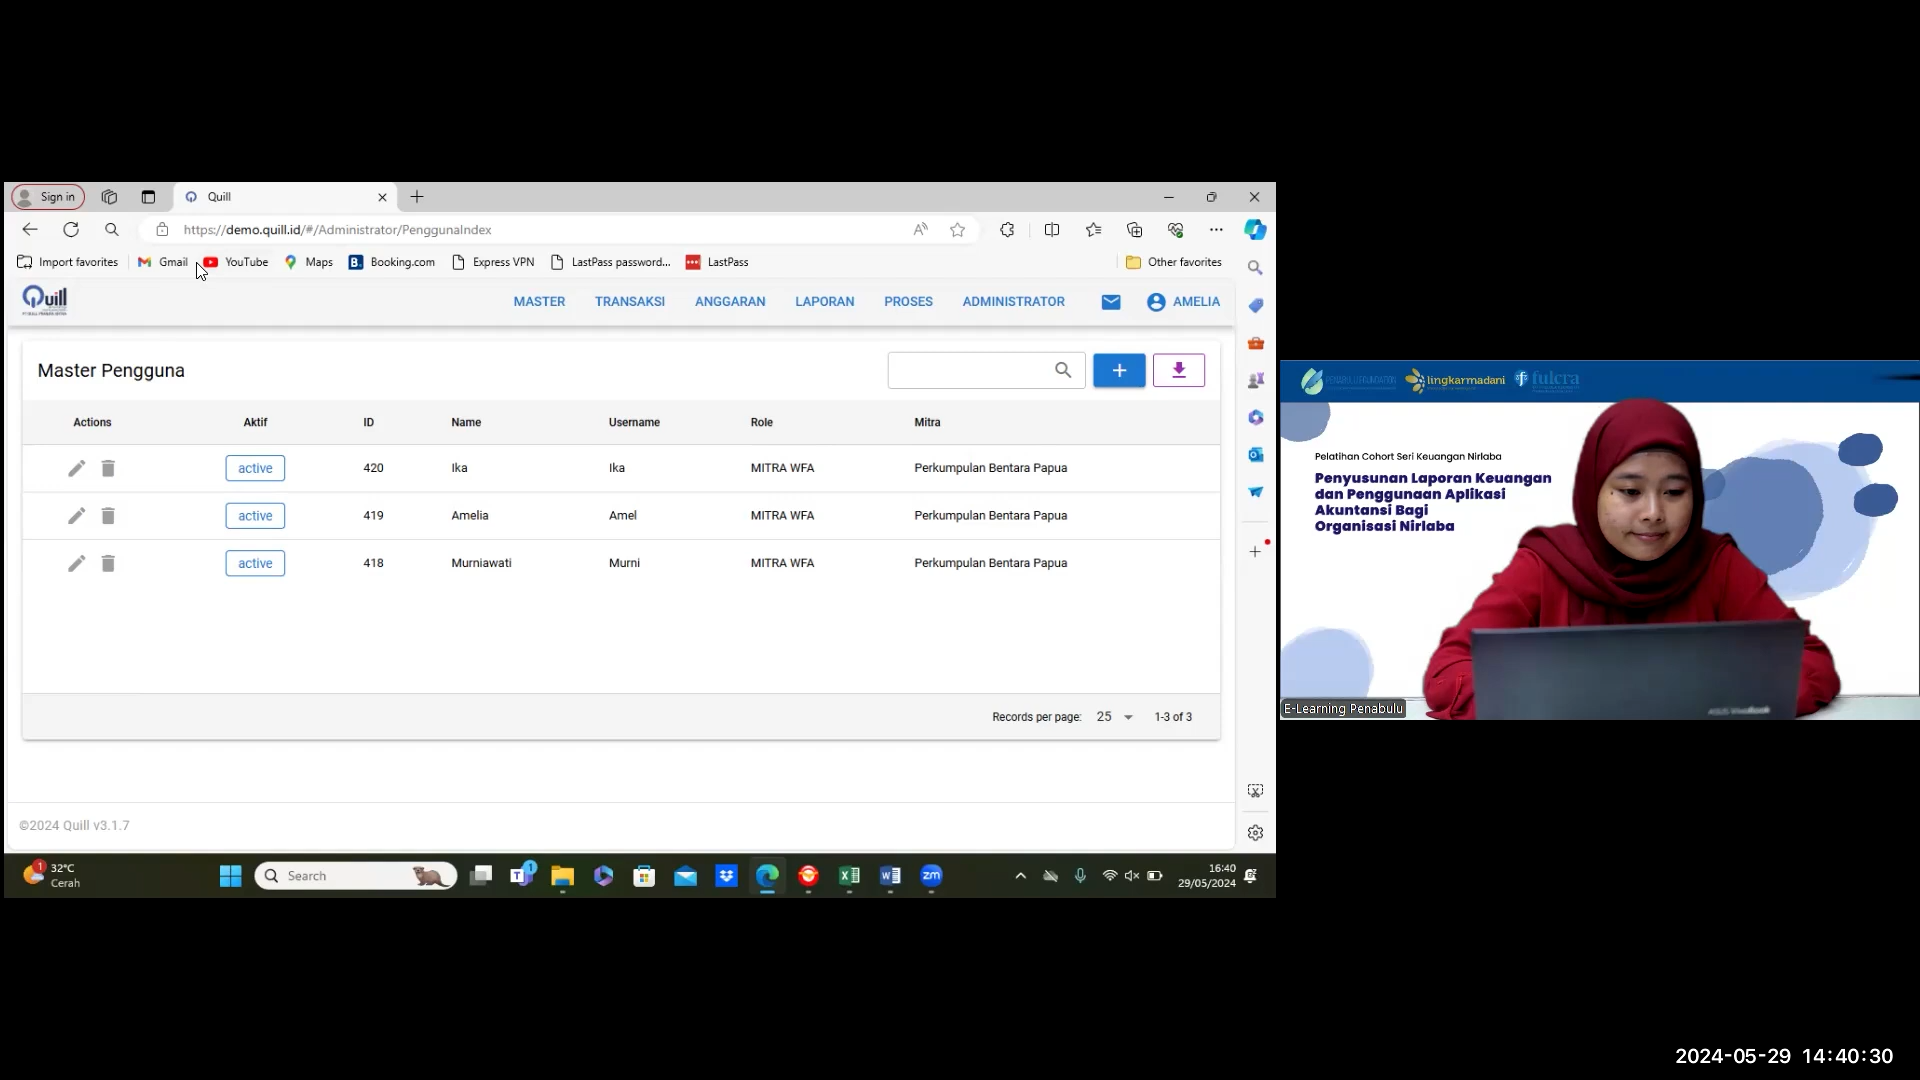 Sign in
Quill
https://demo.quill.id/#/Administrator/PenggunaIndex
Import favorites
Gmail
YouTube
Maps
Booking.com
Express VPN
LastPass password...
LastPass
Other favorites
Quill
MASTER
TRANSAKSI
ANGGARAN
LAPORAN
PROSES
ADMINISTRATOR
AMELIA
Master Pengguna
Actions Aktif ID Name Username Role Mitra
active 420 Ika Ika MITRA WFA Perkumpulan Bentara Papua
active 419 Amelia Amel MITRA WFA Perkumpulan Bentara Papua
active 418 Murniawati Murni MITRA WFA Perkumpulan Bentara Papua
Records per page: 25 1-3 of 3
©2024 Quill v3.1.7
1
32°C
Cerah
Search
1
zm
16:40
29/05/2024
lingkarmadani
fulcra
Pelatihan Cohort Seri Keuangan Nirlaba
Penyusunan Laporan Keuangan
dan Penggunaan Aplikasi
Akuntansi Bagi
Organisasi Nirlaba
E-Learning Penabulu
2024-05-29 14:40:30